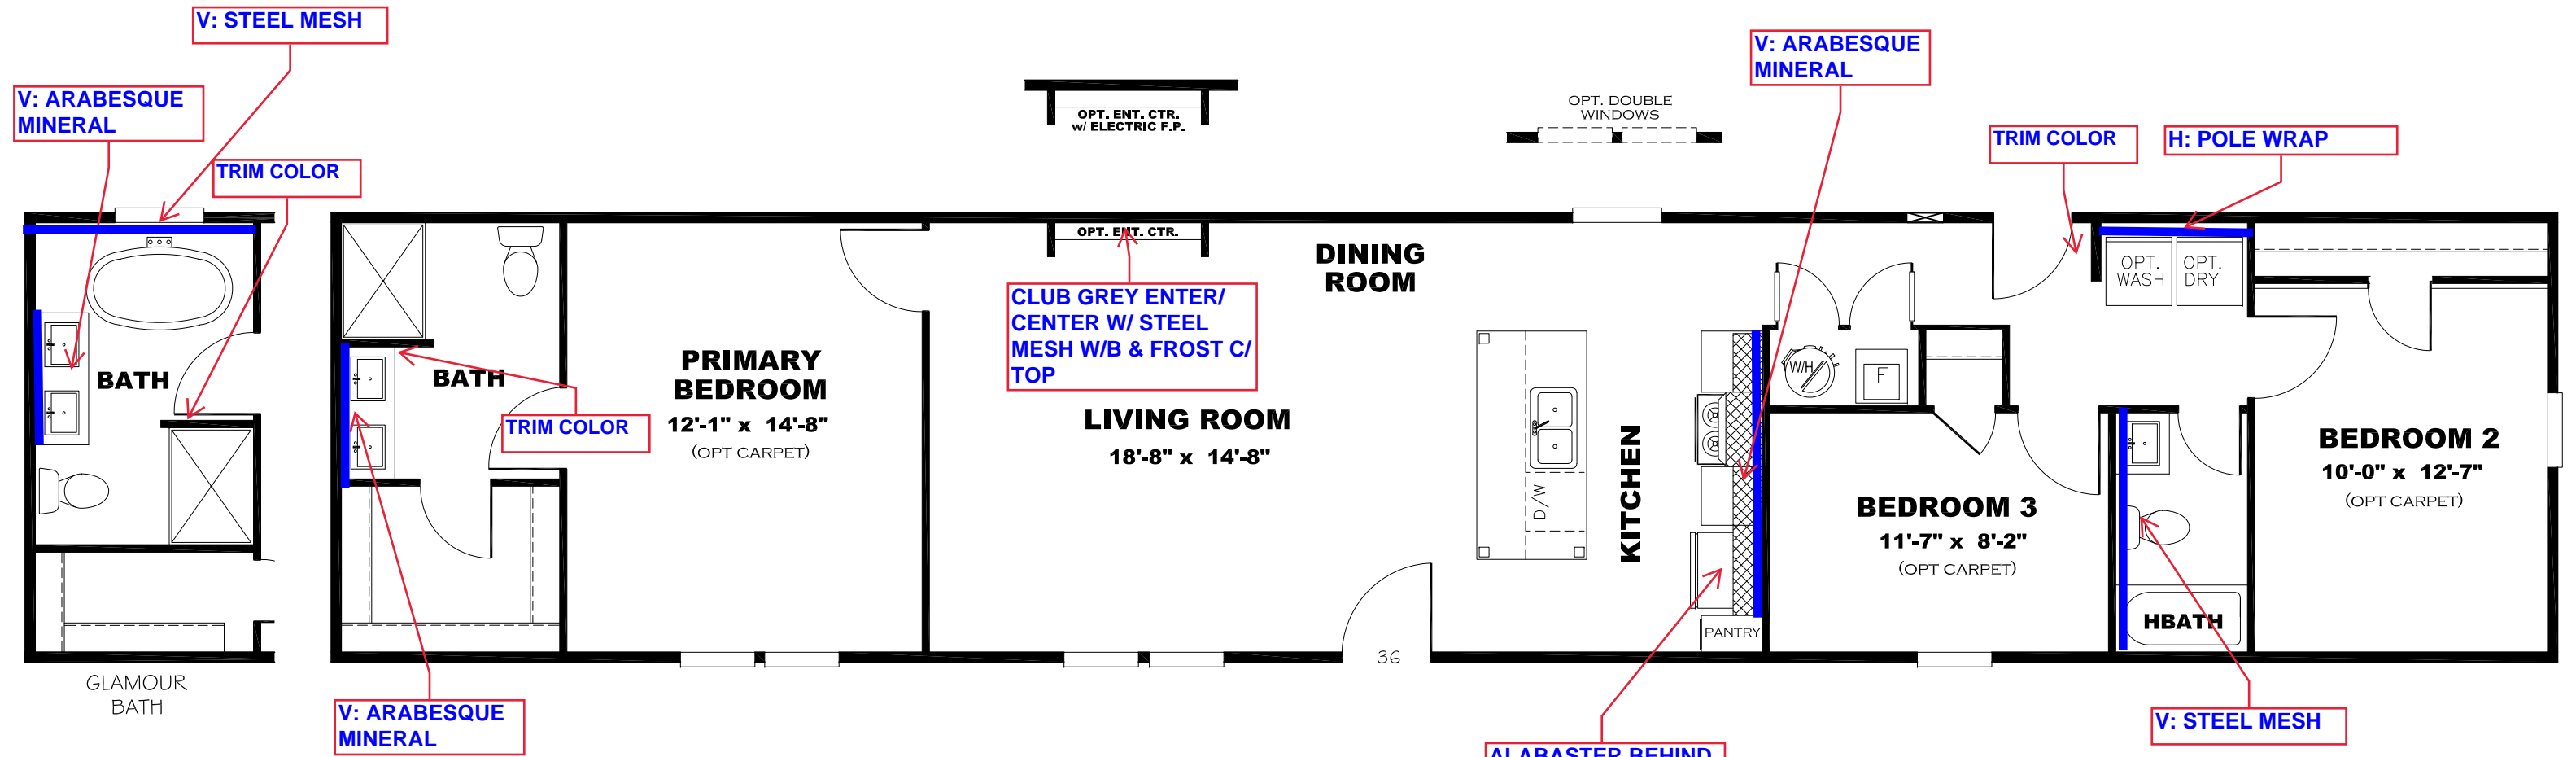 V: STEEL MESH
V: ARABESQUE
MINERAL
TRIM COLOR
BATH
GLAMOUR
BATH
BATH
TRIM COLOR
V: ARABESQUE
MINERAL
PRIMARY
BEDROOM
12'-1" x 14'-8"
(OPT CARPET)
OPT. ENT. CTR.
w/ ELECTRIC F.P.
OPT. ENT. CTR.
CLUB GREY ENTER/
CENTER W/ STEEL
MESH W/B & FROST C/
TOP
LIVING ROOM
18'-8" x 14'-8"
DINING
ROOM
OPT. DOUBLE
WINDOWS
V: ARABESQUE
MINERAL
D/W
KITCHEN
PANTRY
36
ALABASTER BEHIND
W/H
F
TRIM COLOR
H: POLE WRAP
OPT.
WASH
OPT.
DRY
BEDROOM 3
11'-7" x 8'-2"
(OPT CARPET)
HBATH
V: STEEL MESH
BEDROOM 2
10'-0" x 12'-7"
(OPT CARPET)